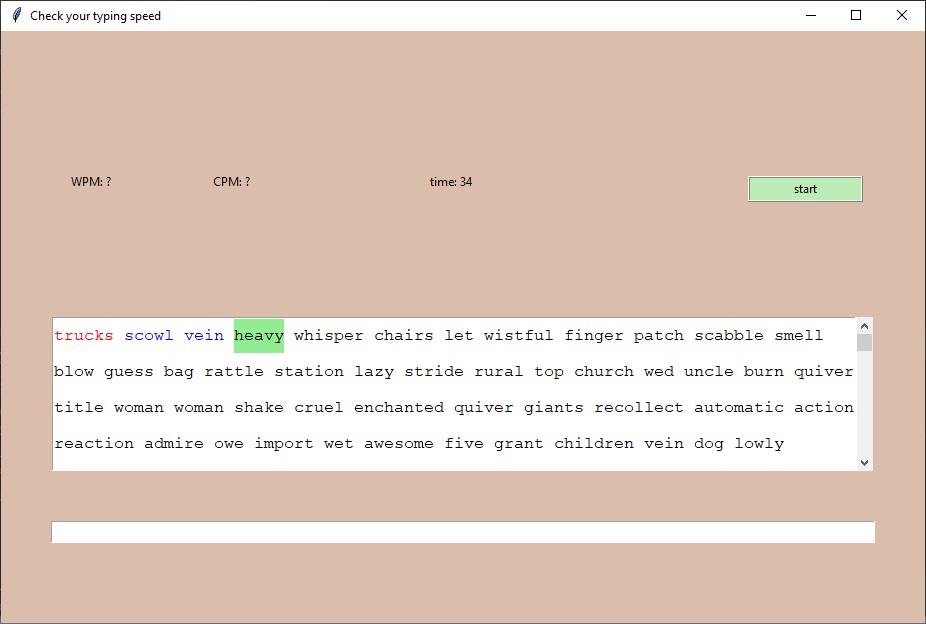 Check your typing speed
WPM: ? CPM: ? time: 34 start
trucks scowl vein heavy whisper chairs let wistful finger patch scabble smell
blow guess bag rattle station lazy stride rural top church wed uncle burn quiver
title woman woman shake cruel enchanted quiver giants recollect automatic action
reaction admire owe import wet awesome five grant children vein dog lowly